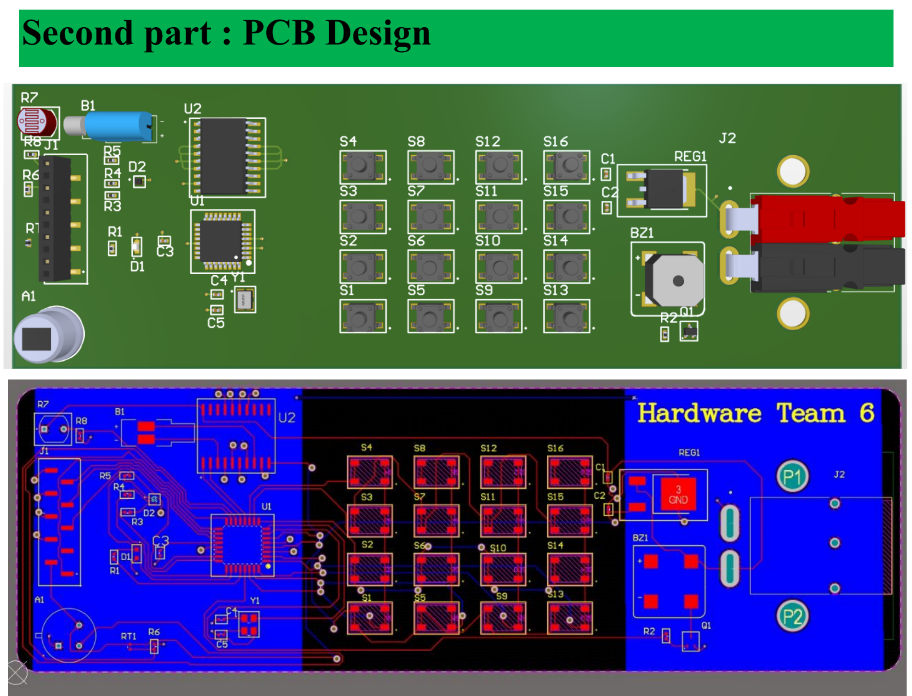 Second part : PCB Design
R7 B1 U2
R8 J1
R5 D2
R6 R4
R3
U1
R1 D1 C3
C4 Y1
C5
A1
S4 S8 S12 S16
S3 S7 S11 S15
S2 S6 S10 S14
S1 S5 S9 S13
C1 REG1 J2
C2
BZ1
R2 Q1
Hardware Team 6
R7 R8 B1 U2
J1
R5
R4 D2
R3
U1
C3
D1
R1
A1
C4 Y1
C5
RT1 R6
S4 S8 S12 S16
S3 S7 S11 S15
S2 S6 S10 S14
S1 S5 S9 S13
C1 REG1
C2
3
GND
P1 J2
BZ1
R2 Q1
P2